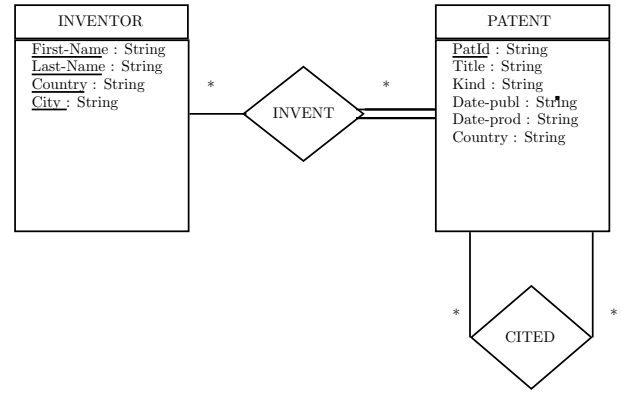 INVENTOR
First-Name : String
Last-Name : String
Country : String
City : String
*
INVENT
*
PATENT
PatId : String
Title : String
Kind : String
Date-publ : String
Date-prod : String
Country : String
*
CITED
*